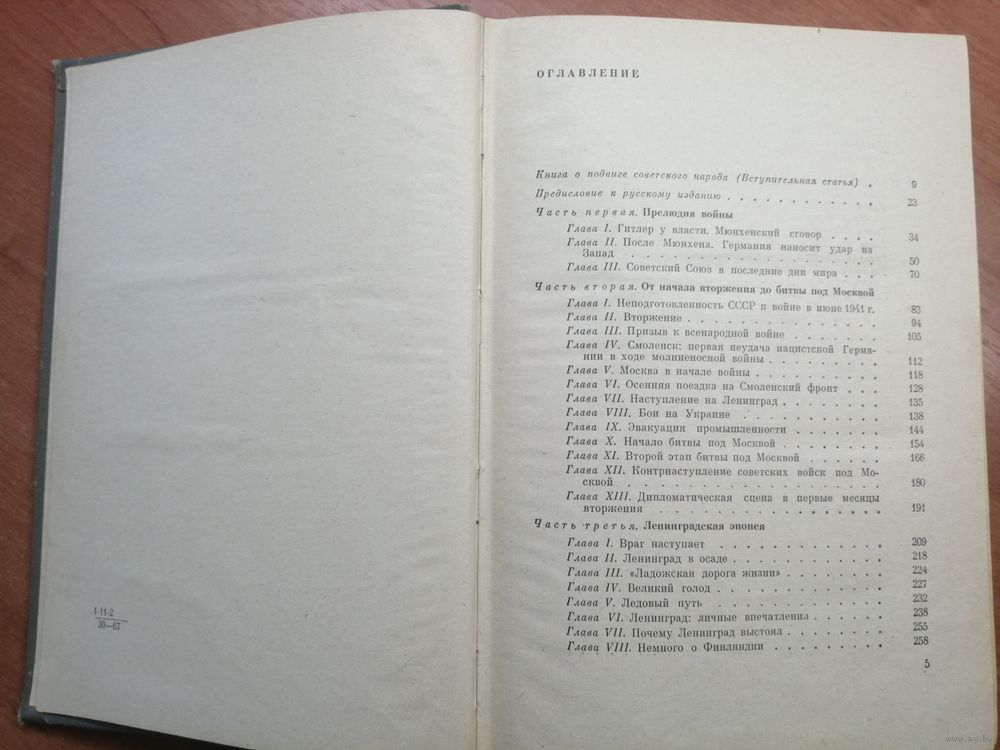 1-11-2
30—67
ОГЛАВЛЕНИЕ
Книга о подвиге советского народа (Вступительная статья) . 9
Предисловие к русскому изданию . . . . . . . . . . . . 23
Часть первая. Прелюдия войны
Глава I. Гитлер у власти. Мюнхенский сговор . . . . 34
Глава II. После Мюнхена. Германия наносит удар на
Запад . . . . . . . . . . . . . . . . . . 50
Глава III. Советский Союз в последние дни мира . . . 70
Часть вторая. От начала вторжения до битвы под Москвой
Глава I. Неподготовленность СССР к войне в июне 1941 г. 83
Глава II. Вторжение . . . . . . . . . . . . . . . 94
Глава III. Призыв к всенародной войне . . . . . . . 105
Глава IV. Смоленск: первая неудача нацистской Герма-
нии в ходе молниеносной войны . . . . . . . . 112
Глава V. Москва в начале войны . . . . . . . . . . 118
Глава VI. Осенняя поездка на Смоленский фронт . . . 128
Глава VII. Наступление на Ленинград . . . . . . . . 135
Глава VIII. Бои на Украине . . . . . . . . . . . . 138
Глава IX. Эвакуация промышленности . . . . . . . 144
Глава X. Начало битвы под Москвой . . . . . . . . 154
Глава XI. Второй этап битвы под Москвой . . . . . . 166
Глава XII. Контрнаступление советских войск под Мо-
сквой . . . . . . . . . . . . . . . . . . 180
Глава XIII. Дипломатическая сцена в первые месяцы
вторжения . . . . . . . . . . . . . . . . 191
Часть третья. Ленинградская эпопея
Глава I. Враг наступает . . . . . . . . . . . . . 209
Глава II. Ленинград в осаде . . . . . . . . . . . . 218
Глава III. «Ладожская дорога жизни» . . . . . . . . 224
Глава IV. Великий голод . . . . . . . . . . . . . 227
Глава V. Ледовый путь . . . . . . . . . . . . . 232
Глава VI. Ленинград: личные впечатления . . . . . . 238
Глава VII. Почему Ленинград выстоял . . . . . . . . 255
Глава VIII. Немного о Финляндии . . . . . . . . . 258
5
www.ay.by